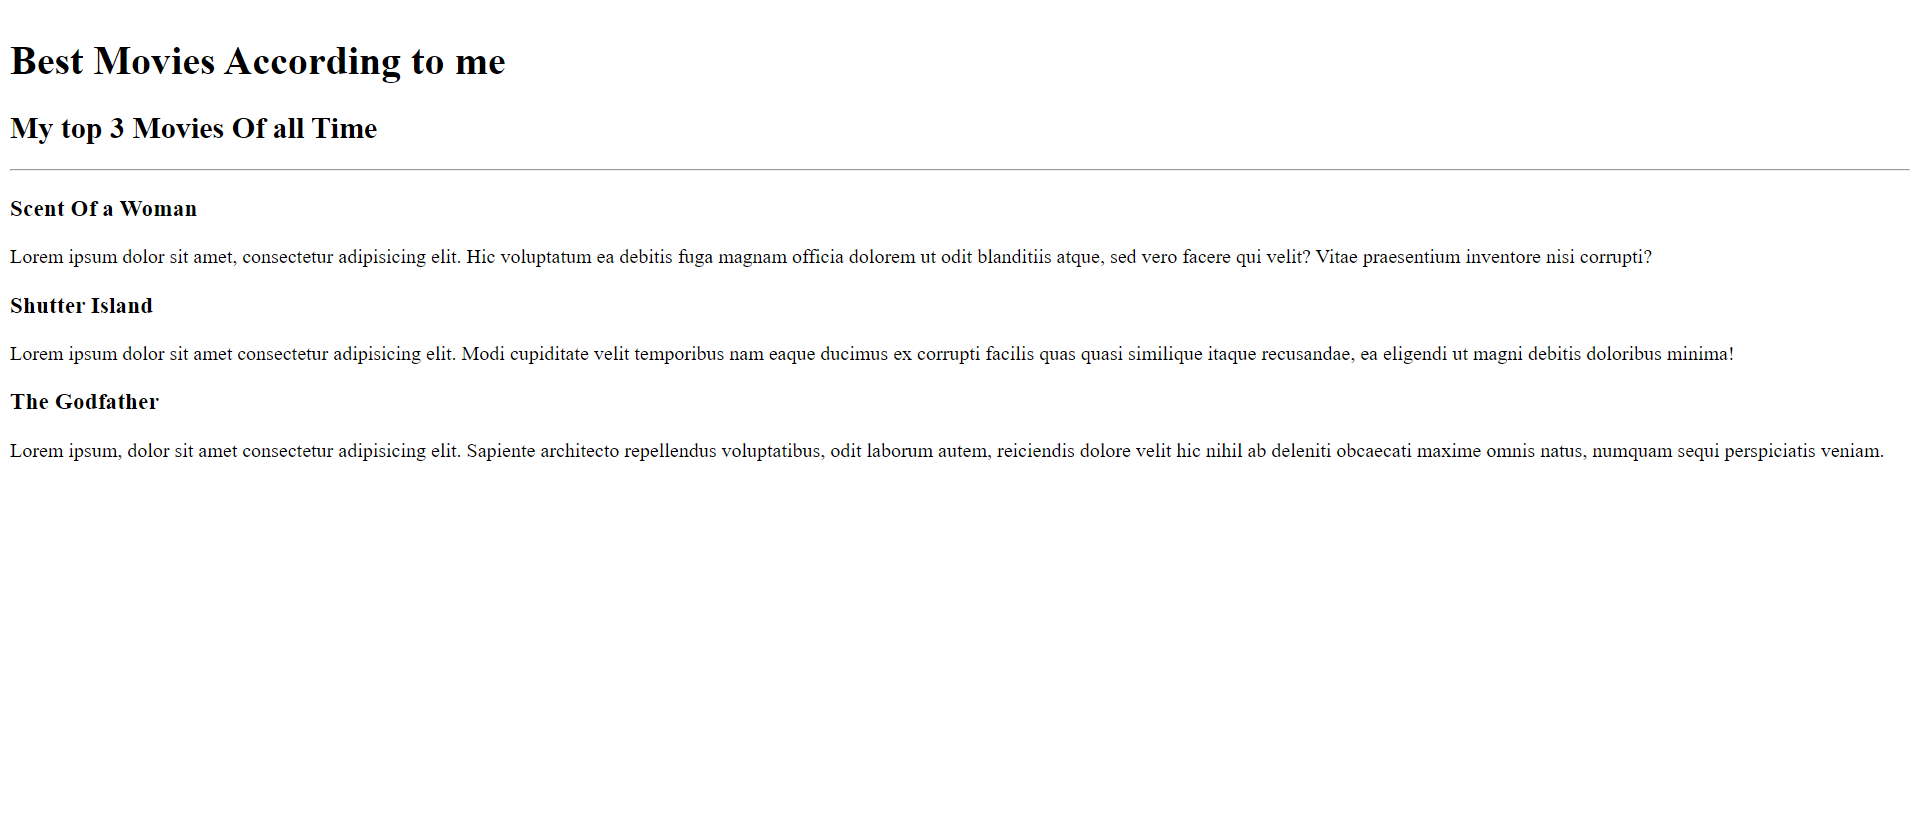 Best Movies According to me
My top 3 Movies Of all Time
Scent Of a Woman
Lorem ipsum dolor sit amet, consectetur adipisicing elit. Hic voluptatum ea debitis fuga magnam officia dolorem ut odit blanditiis atque, sed vero facere qui velit? Vitae praesentium inventore nisi corrupti?
Shutter Island
Lorem ipsum dolor sit amet consectetur adipisicing elit. Modi cupiditate velit temporibus nam eaque ducimus ex corrupti facilis quas quasi similique itaque recusandae, ea eligendi ut magni debitis doloribus minima!
The Godfather
Lorem ipsum, dolor sit amet consectetur adipisicing elit. Sapiente architecto repellendus voluptatibus, odit laborum autem, reiciendis dolore velit hic nihil ab deleniti obcaecati maxime omnis natus, numquam sequi perspiciatis veniam.